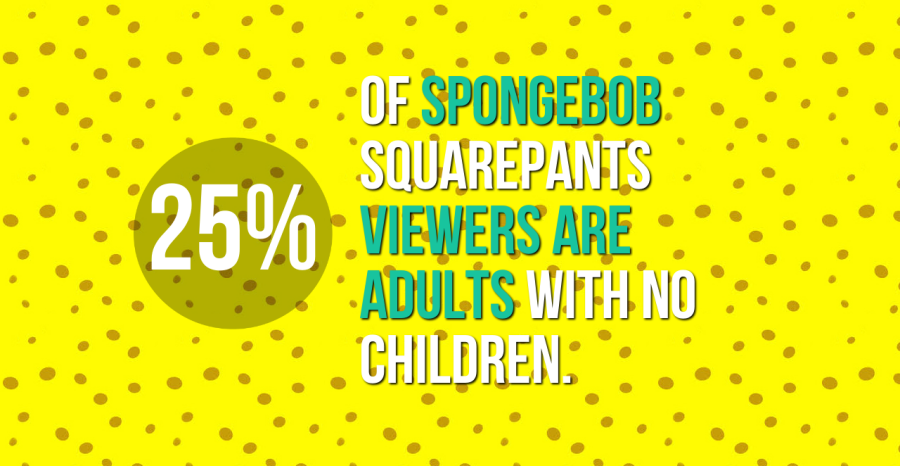 25%
OF SPONGEBOB
SQUAREPANTS
VIEWERS ARE
ADULTS WITH NO
CHILDREN.